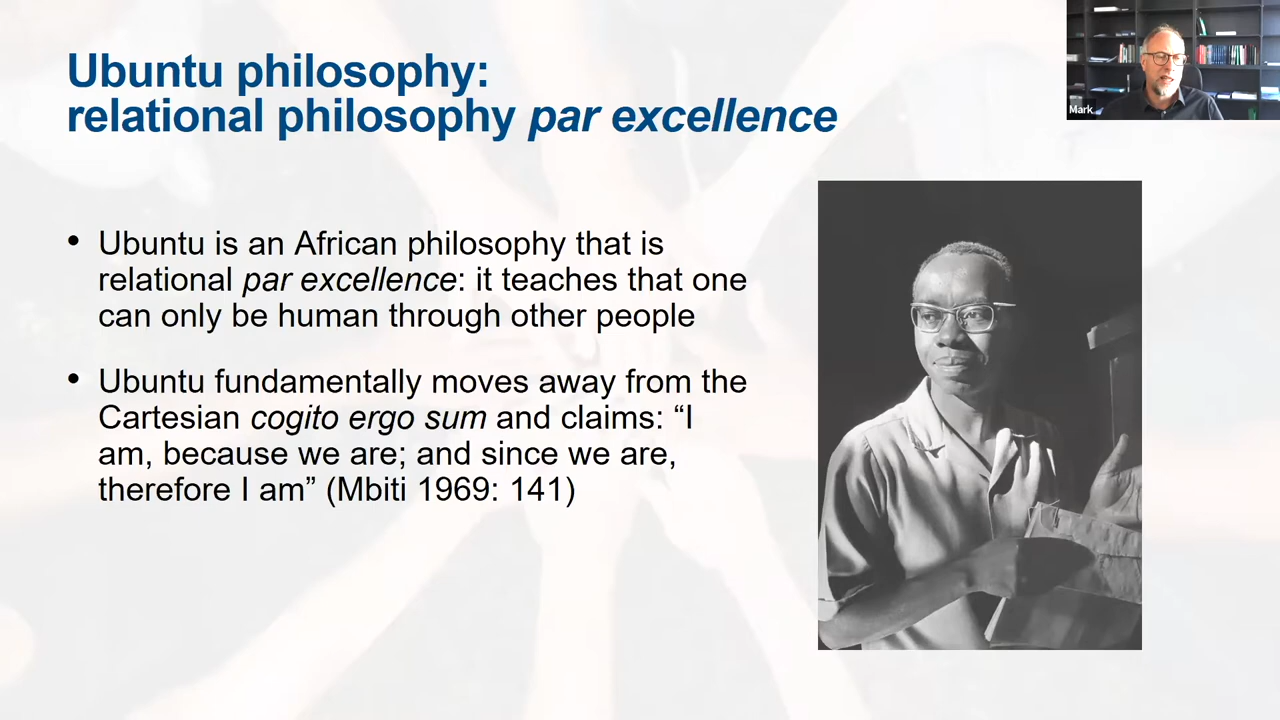 Ubuntu philosophy:
relational philosophy par excellence
Mark
• Ubuntu is an African philosophy that is
relational par excellence: it teaches that one
can only be human through other people
• Ubuntu fundamentally moves away from the
Cartesian cogito ergo sum and claims: “I
am, because we are; and since we are,
therefore I am” (Mbiti 1969: 141)